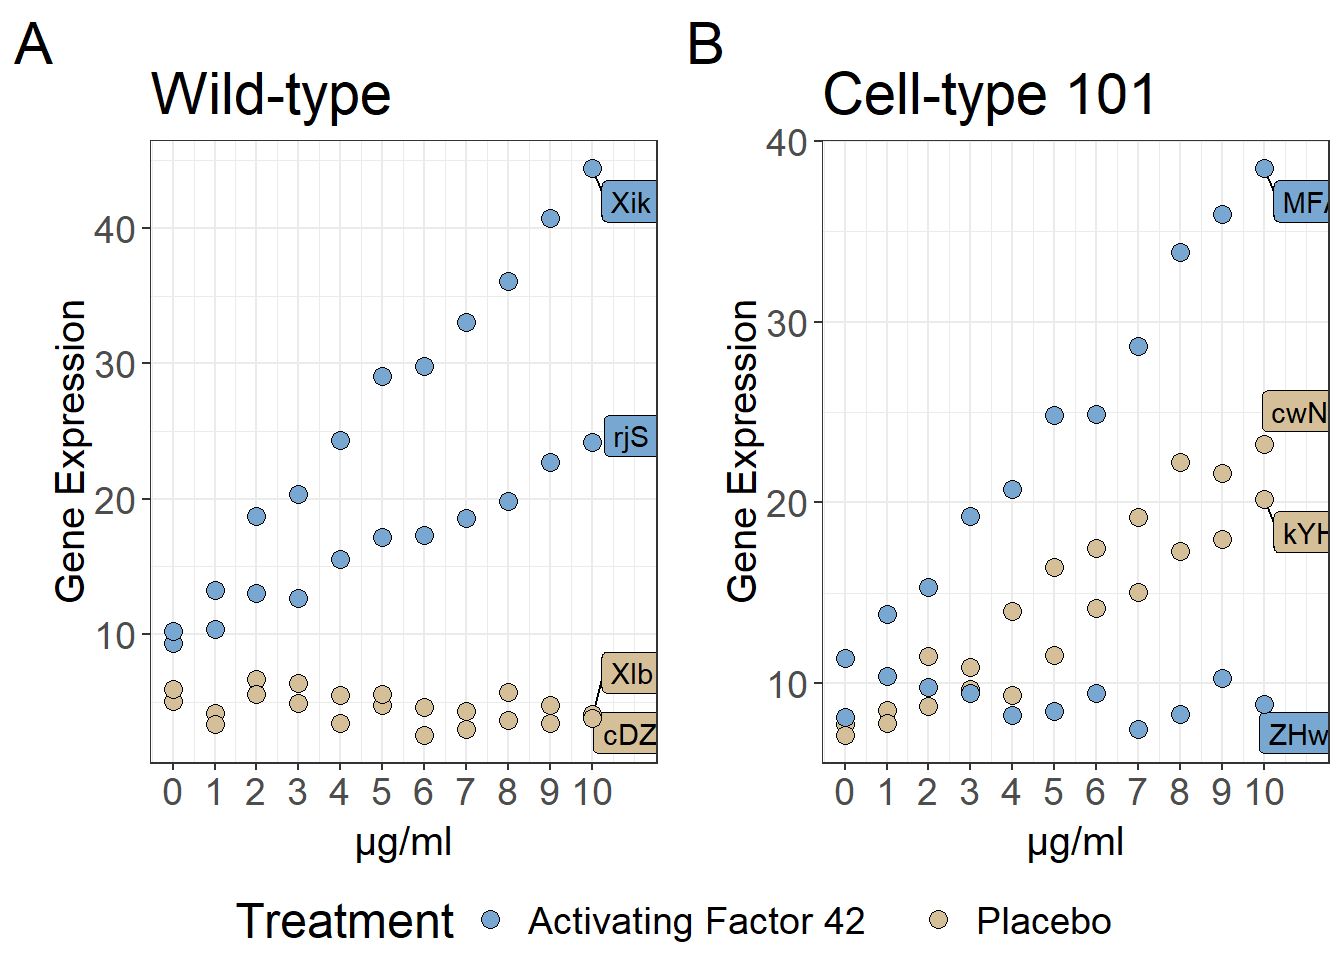 A
Wild-type
Gene Expression
40
30
20
10
Xik
rjS
Xlb
cDZ
0 1 2 3 4 5 6 7 8 9 10
µg/ml
B
Cell-type 101
Gene Expression
40
30
20
10
MFA
cwN
kYH
ZHw
0 1 2 3 4 5 6 7 8 9 10
µg/ml
Treatment Activating Factor 42 Placebo